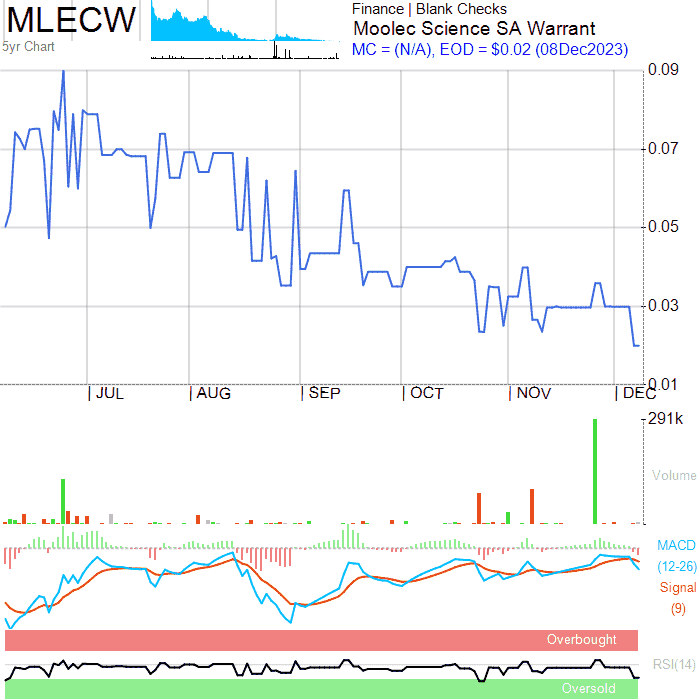 MLECW
5yr Chart
Finance | Blank Checks
Moolec Science SA Warrant
MC = (N/A), EOD = $0.02 (08Dec2023)
0.09
0.07
0.05
0.03
0.01
JUL AUG SEP OCT NOV DEC
291k
Volume
MACD
(12-26)
Signal
(9)
Overbought
RSI(14)
Oversold